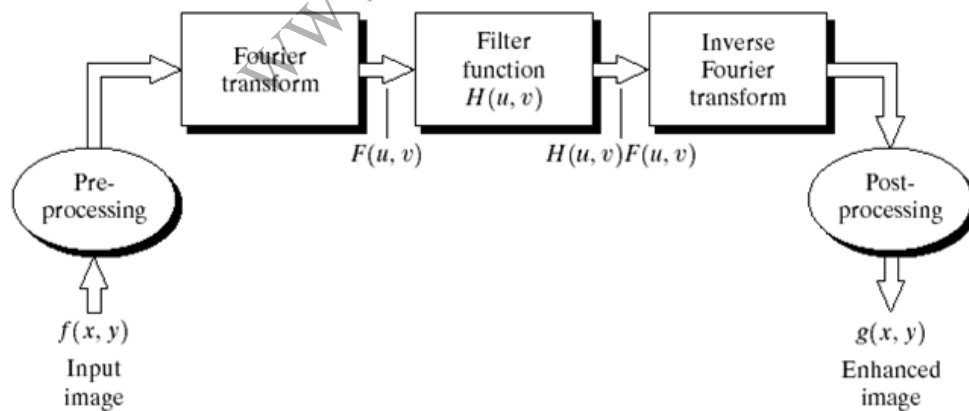 Fourier
transform
Filter
function
H(u, v)
Inverse
Fourier
transform
F(u, v)
H(u, v)F(u, v)
Pre-
processing
Post-
processing
f(x, y)
Input
image
g(x, y)
Enhanced
image